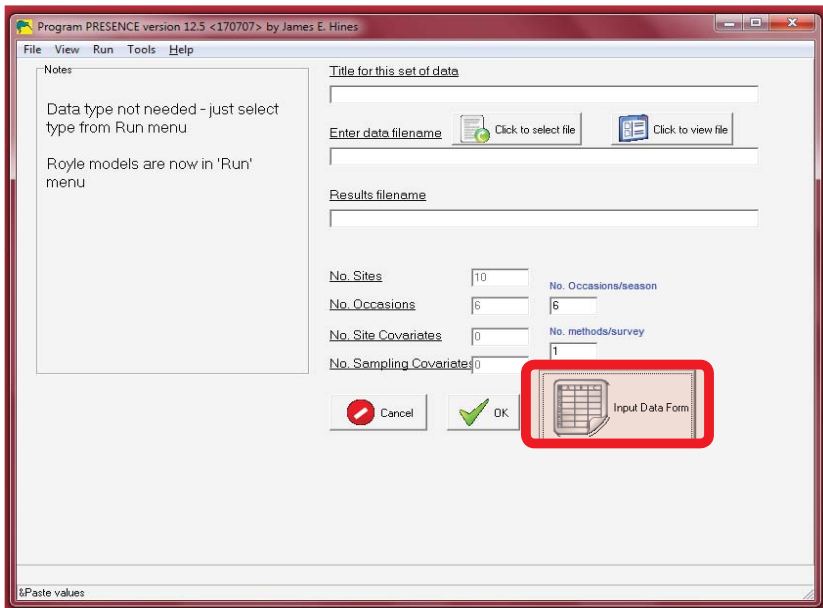 Program PRESENCE version 12.5 <170707> by James E. Hines
File View Run Tools Help
Notes
Data type not needed - just select
type from Run menu
Royle models are now in 'Run'
menu
Title for this set of data
Enter data filename
Click to select file
Click to view file
Results filename
No. Sites
10
No. Occasions/season
No. Occasions
6
6
No. methods/survey
No. Site Covariates
0
1
No. Sampling Covariates
0
Cancel
OK
Input Data Form
&Paste values